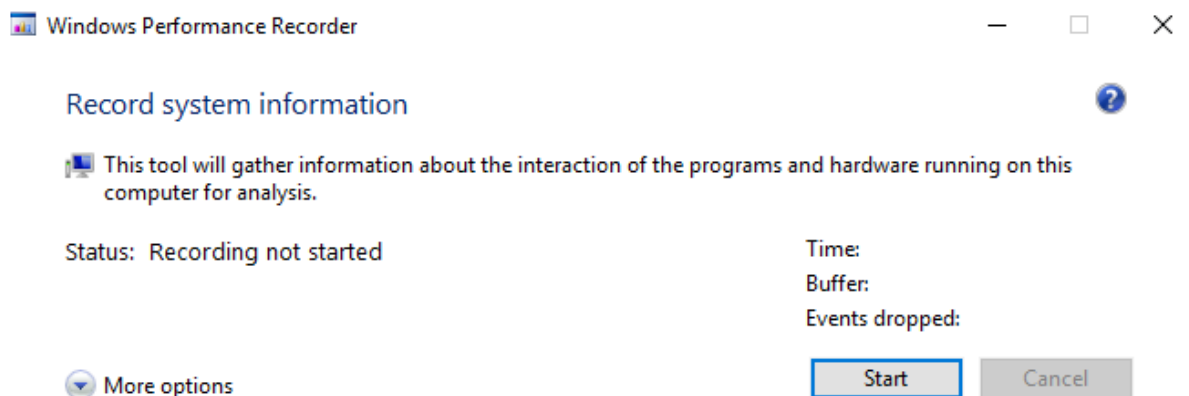 Windows Performance Recorder
Record system information
This tool will gather information about the interaction of the programs and hardware running on this
computer for analysis.
Status: Recording not started
Time:
Buffer:
Events dropped:
More options
Start
Cancel